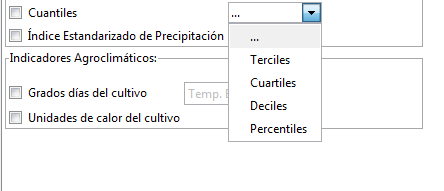 Cuantiles ...
Índice Estandarizado de Precipitación
...
Terciles
Cuartiles
Deciles
Percentiles
Indicadores Agroclimáticos:
Grados días del cultivo Temp.
Unidades de calor del cultivo